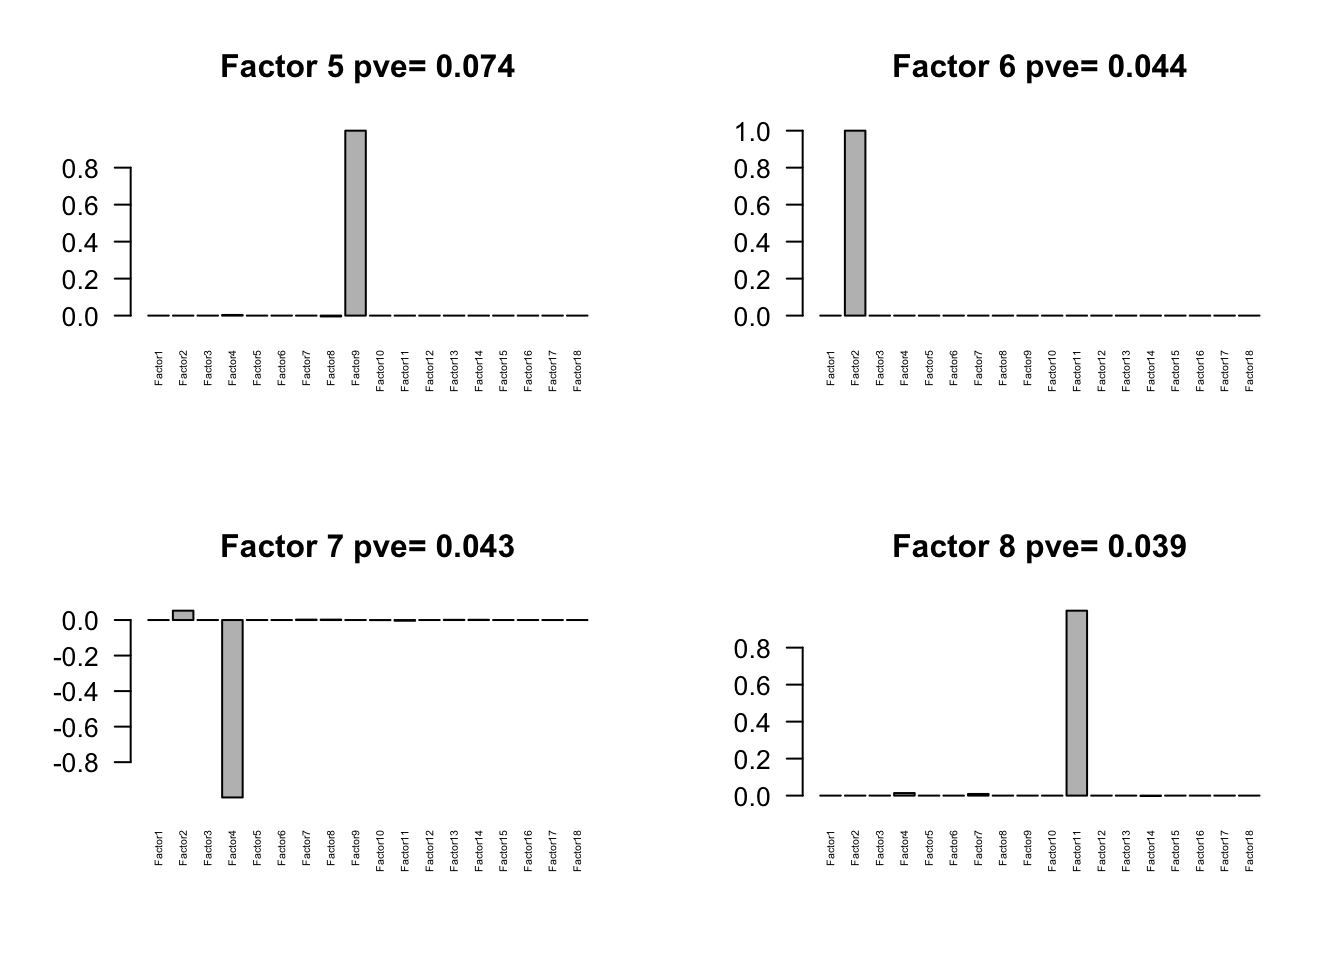 Factor 5 pve= 0.074
0.8
0.6
0.4
0.2
0.0
Factor1 Factor2 Factor3 Factor4 Factor5 Factor6 Factor7 Factor8 Factor9 Factor10 Factor11 Factor12 Factor13 Factor14 Factor15 Factor16 Factor17 Factor18
Factor 6 pve= 0.044
1.0
0.8
0.6
0.4
0.2
0.0
Factor1 Factor2 Factor3 Factor4 Factor5 Factor6 Factor7 Factor8 Factor9 Factor10 Factor11 Factor12 Factor13 Factor14 Factor15 Factor16 Factor17 Factor18
Factor 7 pve= 0.043
0.0
-0.2
-0.4
-0.6
-0.8
Factor1 Factor2 Factor3 Factor4 Factor5 Factor6 Factor7 Factor8 Factor9 Factor10 Factor11 Factor12 Factor13 Factor14 Factor15 Factor16 Factor17 Factor18
Factor 8 pve= 0.039
0.8
0.6
0.4
0.2
0.0
Factor1 Factor2 Factor3 Factor4 Factor5 Factor6 Factor7 Factor8 Factor9 Factor10 Factor11 Factor12 Factor13 Factor14 Factor15 Factor16 Factor17 Factor18